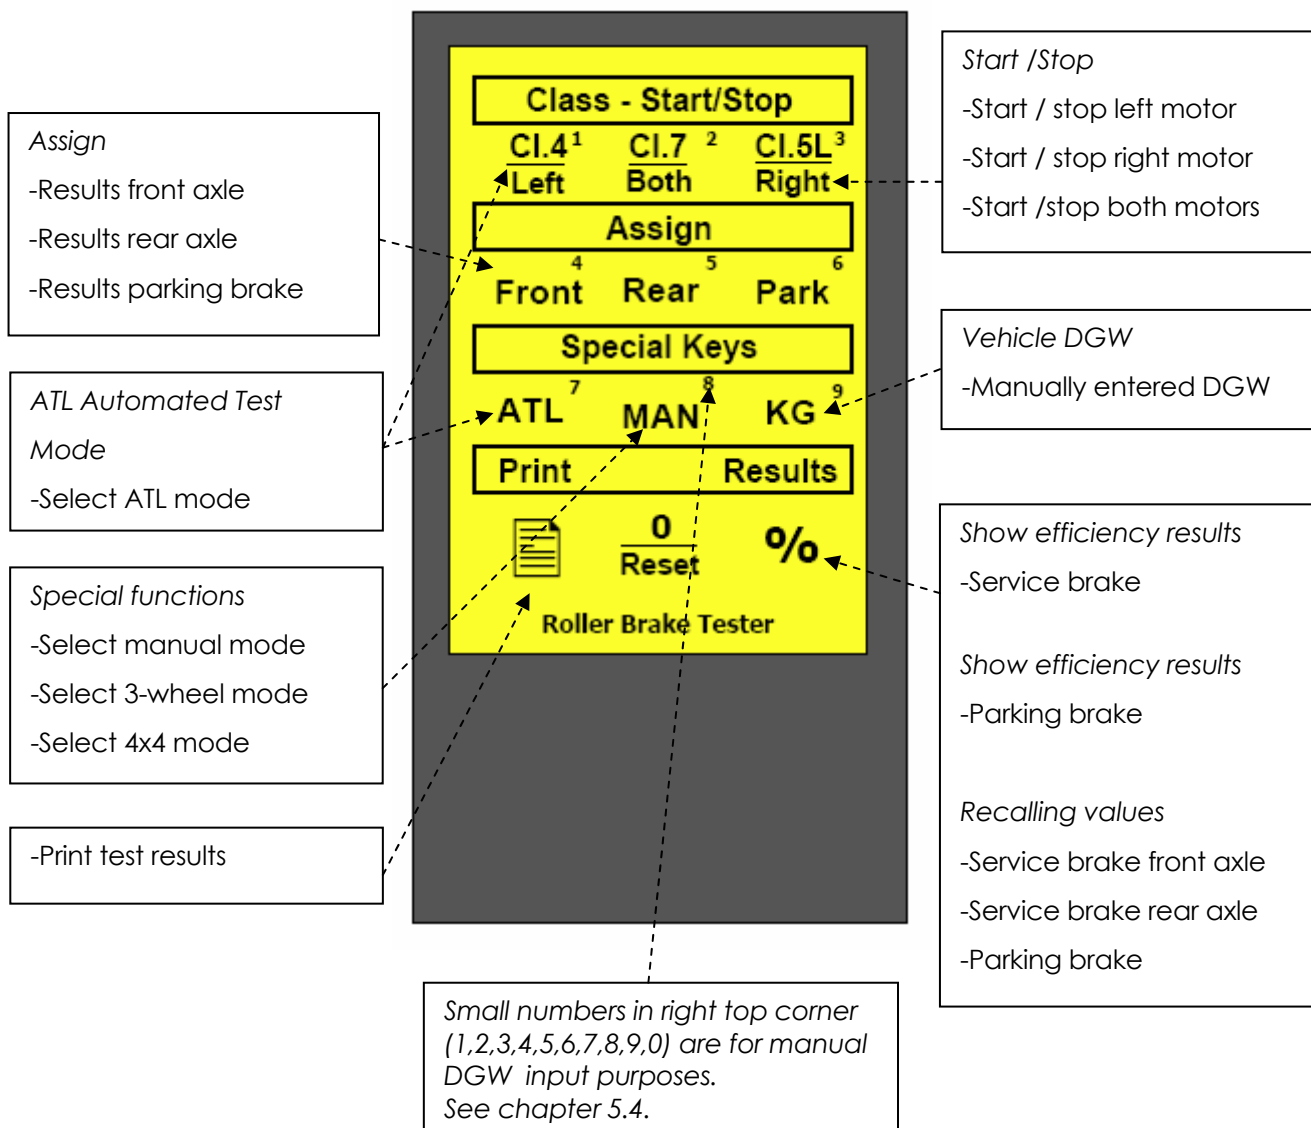 Assign
-Results front axle
-Results rear axle
-Results parking brake
ATL Automated Test
Mode
-Select ATL mode
Special functions
-Select manual mode
-Select 3-wheel mode
-Select 4x4 mode
-Print test results
Class - Start/Stop
Cl.4 1 Cl.7 2 Cl.5L 3
Left Both Right
Assign
4 5 6
Front Rear Park
Special Keys
7 8 9
ATL MAN KG
Print Results
0 %
Reset
Roller Brake Tester
Start /Stop
-Start / stop left motor
-Start / stop right motor
-Start /stop both motors
Vehicle DGW
-Manually entered DGW
Show efficiency results
-Service brake
Show efficiency results
-Parking brake
Recalling values
-Service brake front axle
-Service brake rear axle
-Parking brake
Small numbers in right top corner
(1,2,3,4,5,6,7,8,9,0) are for manual
DGW input purposes.
See chapter 5.4.